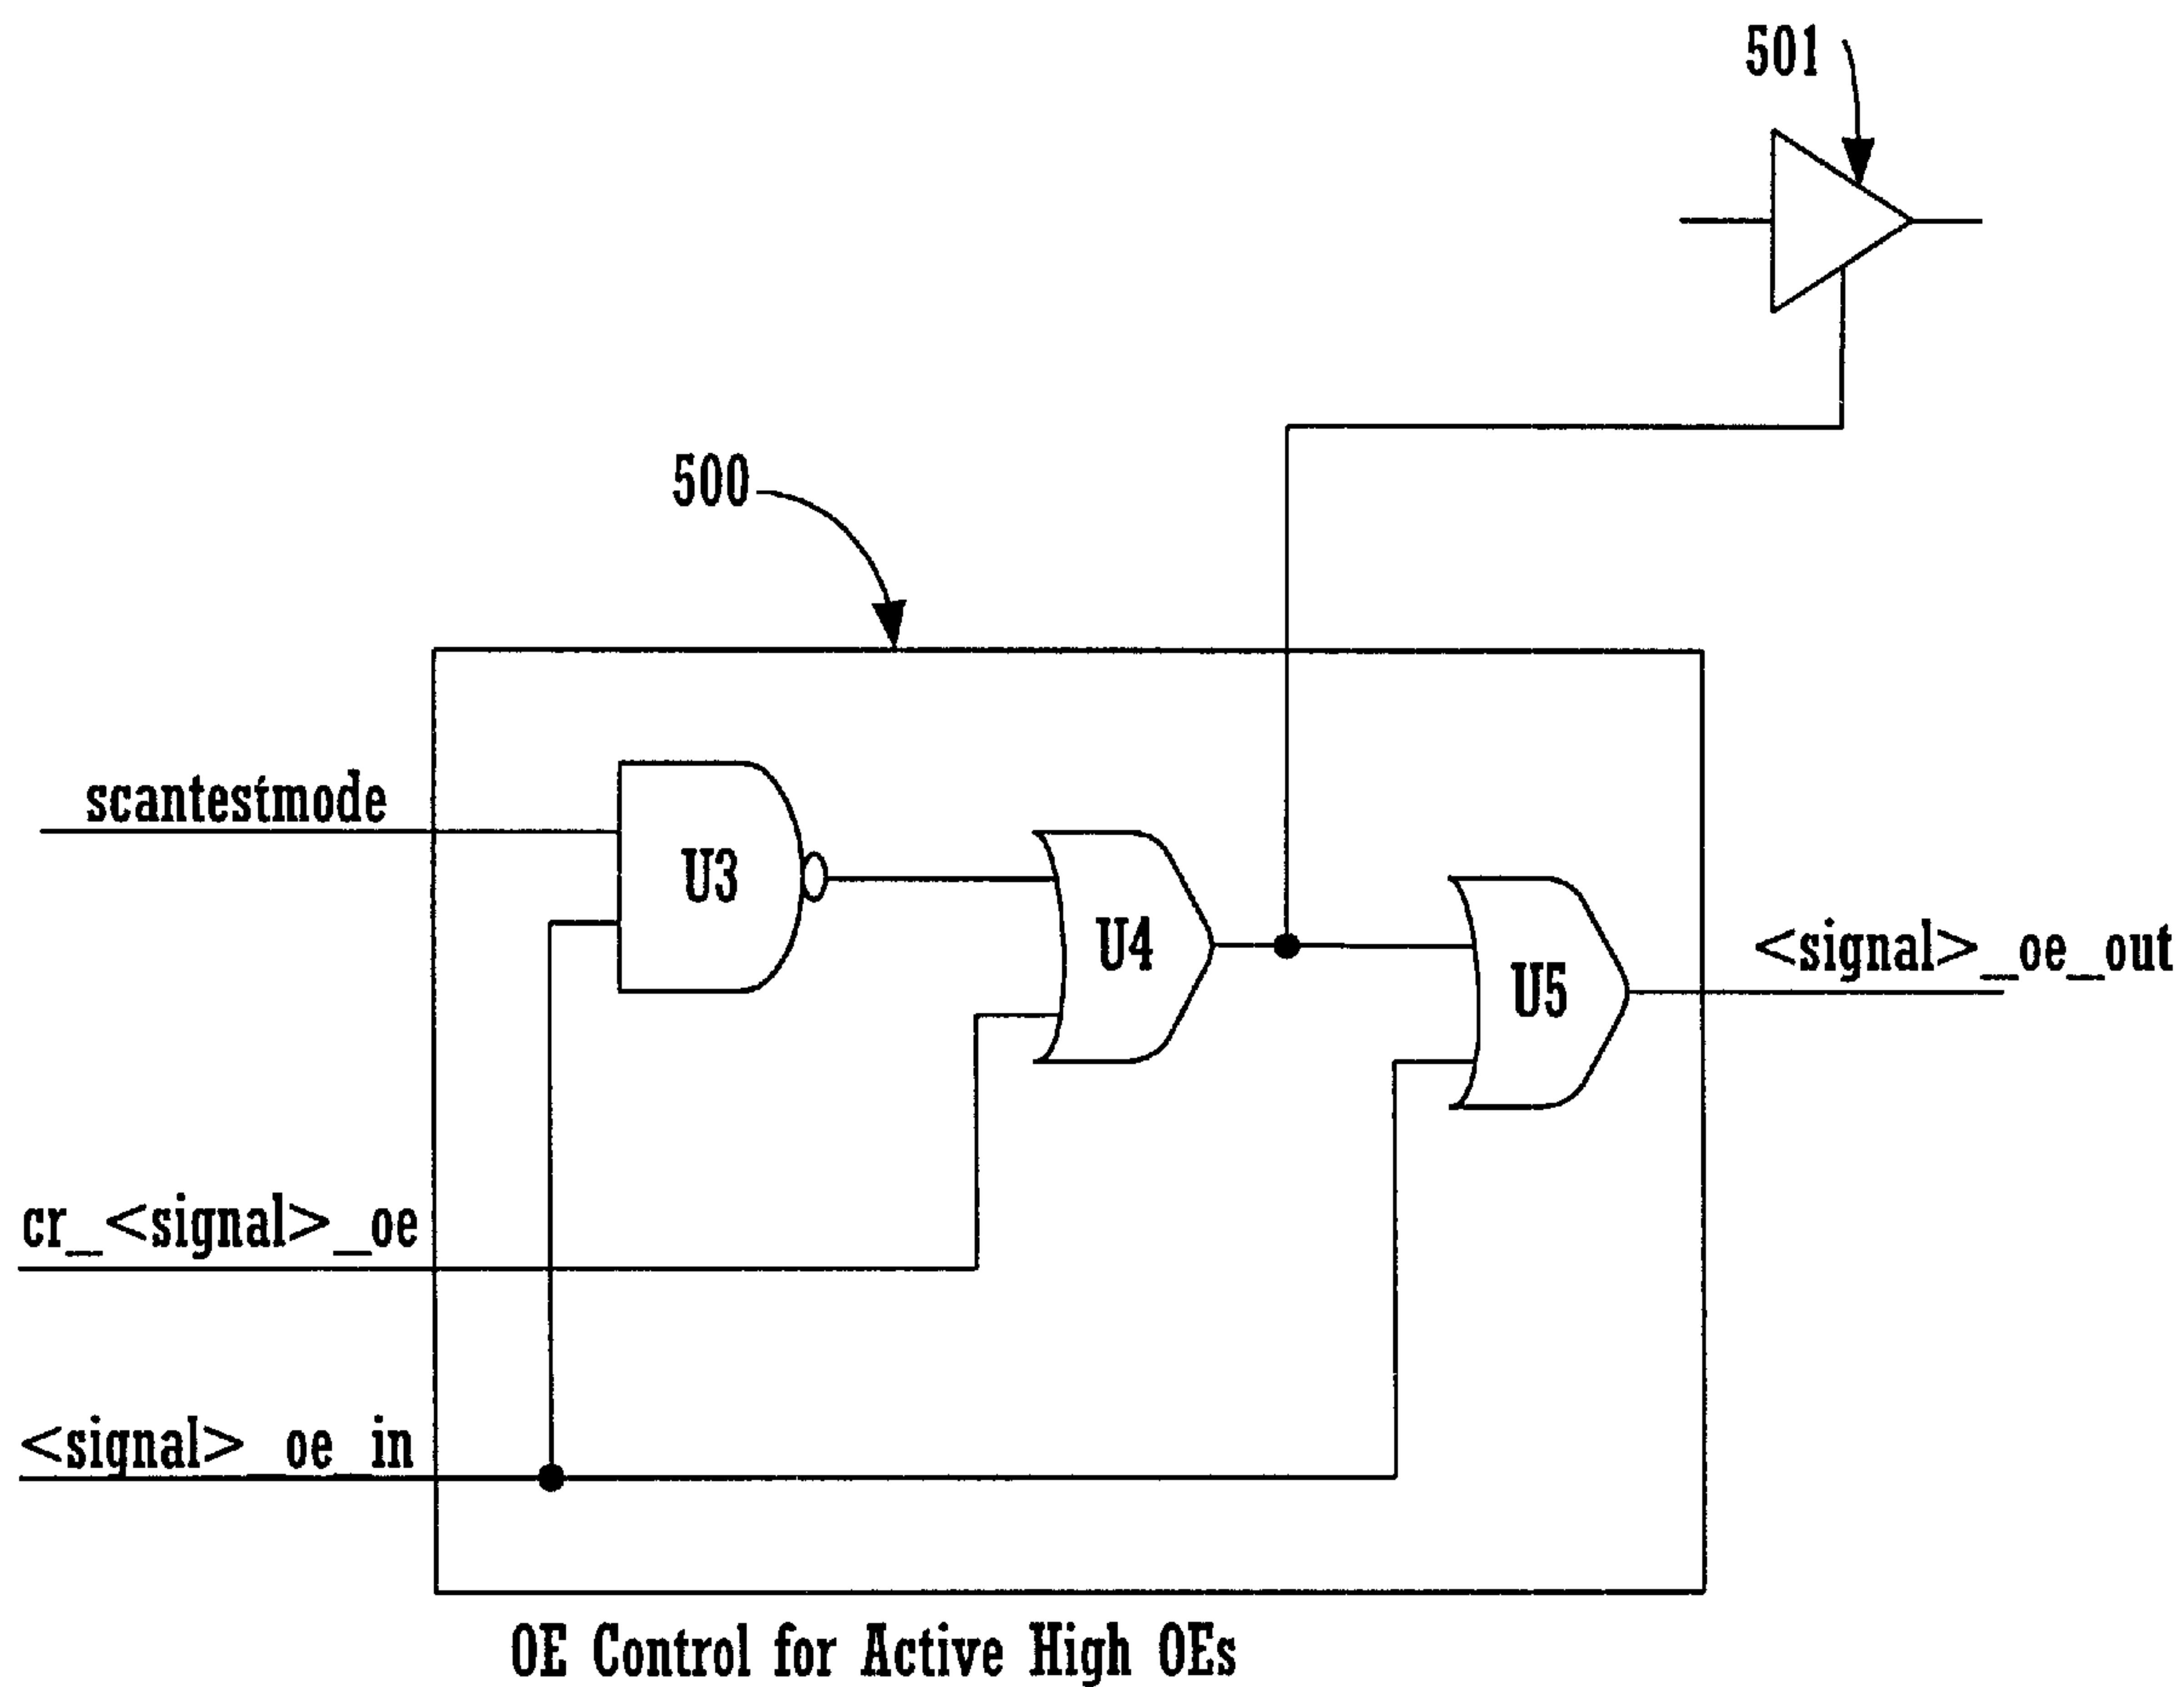 501
500
scantestmode
U3
U4
U5
<signal>_oe_out
cr_<signal>_oe
<signal>_oe_in
OE Control for Active High OEs